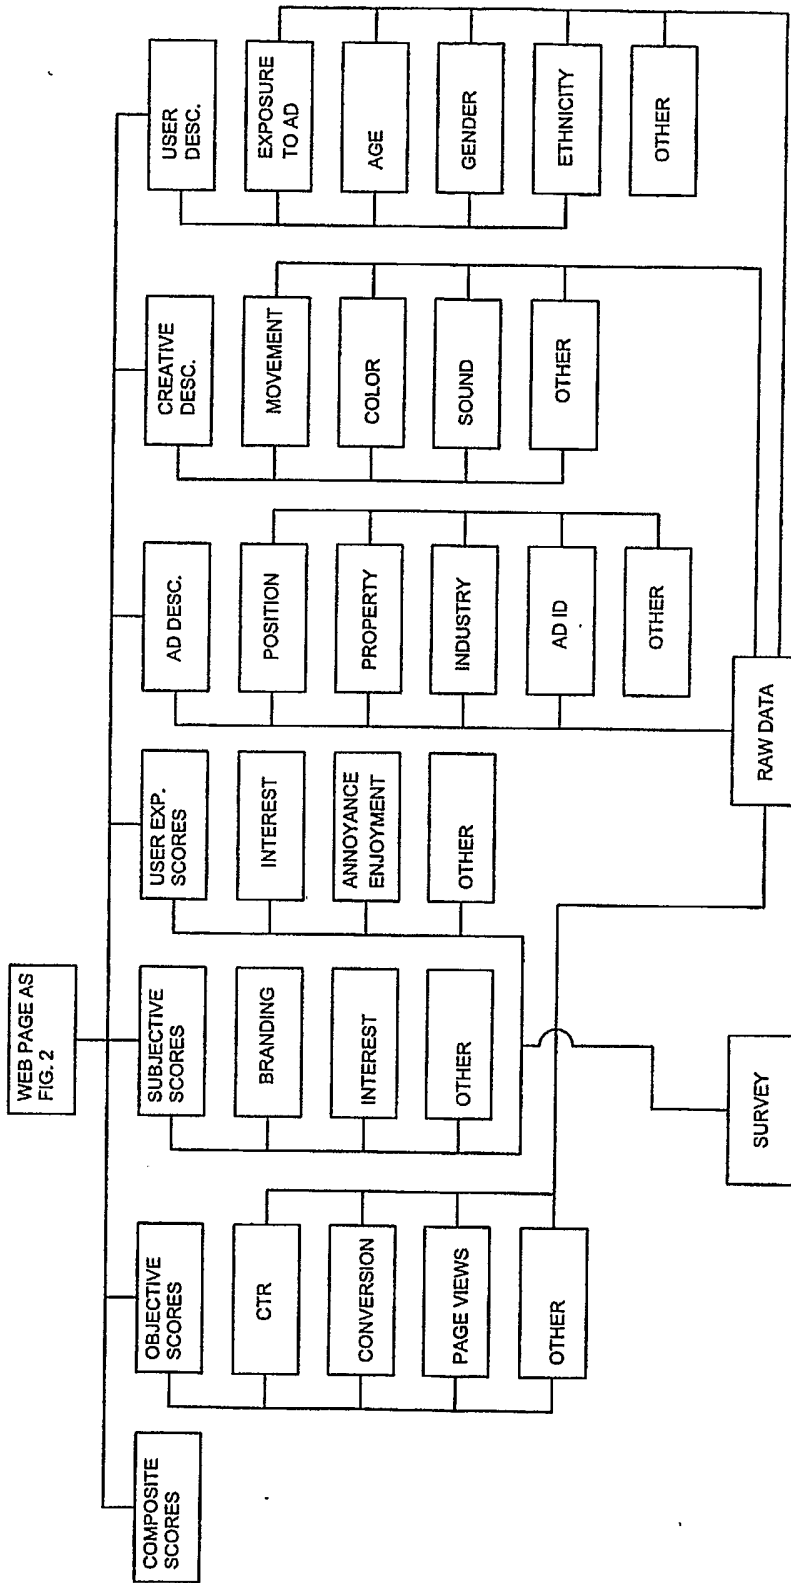 WEB PAGE AS
FIG. 2
COMPOSITE
SCORES
OBJECTIVE
SCORES
CTR
CONVERSION
PAGE VIEWS
OTHER
SUBJECTIVE
SCORES
BRANDING
INTEREST
OTHER
USER EXP.
SCORES
INTEREST
ANNOYANCE
ENJOYMENT
OTHER
AD DESC.
POSITION
PROPERTY
INDUSTRY
AD ID
OTHER
CREATIVE
DESC.
MOVEMENT
COLOR
SOUND
OTHER
USER
DESC.
EXPOSURE
TO AD
AGE
GENDER
ETHNICITY
OTHER
SURVEY
RAW DATA